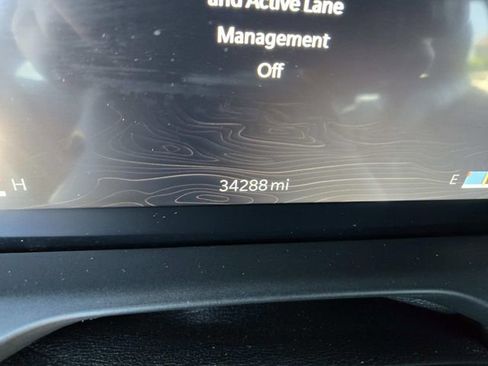 and Active Lane
Management
Off
H
34288 mi
E